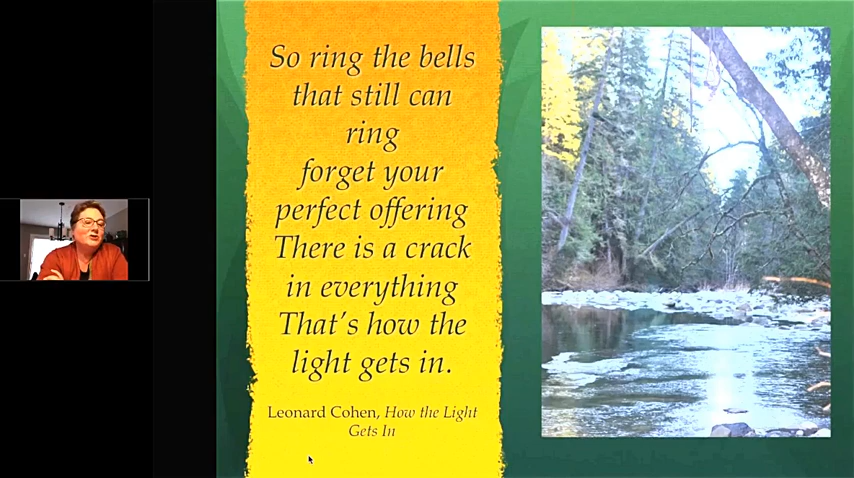 So ring the bells
that still can
ring
forget your
perfect offering
There is a crack
in everything
That's how the
light gets in.
Leonard Cohen, How the Light
Gets In